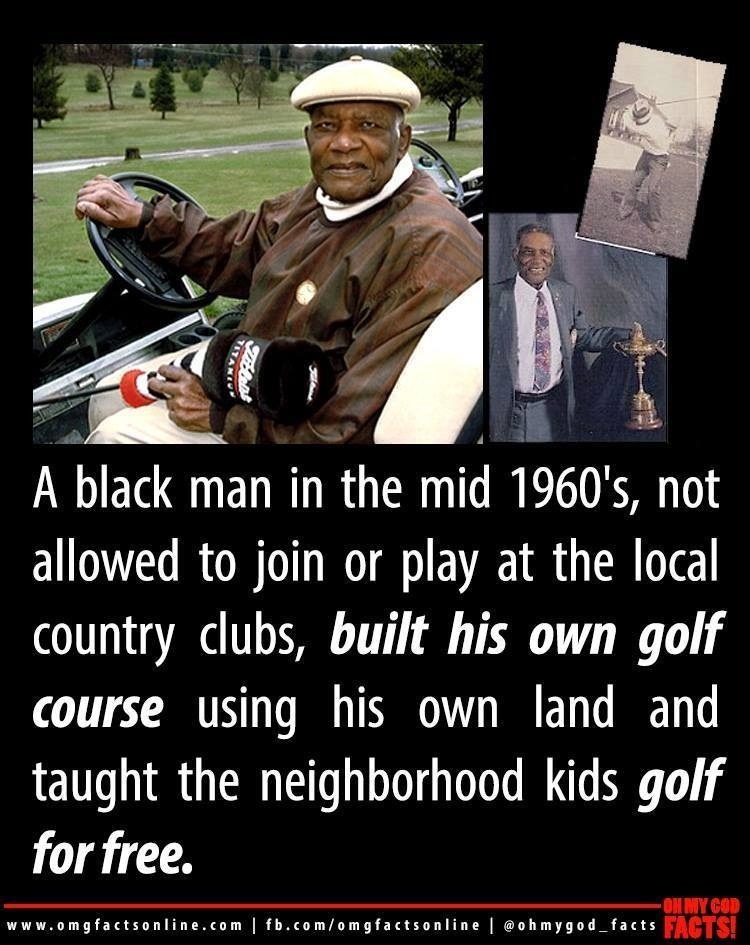 Titleist
TITANIUM
A black man in the mid 1960's, not
allowed to join or play at the local
country clubs, built his own golf
course using his own land and
taught the neighborhood kids golf
for free.
www.omgfactsonline.com | fb.com/omgfactsonline | @ohmygod_facts
OH MY GOD
FACTS!